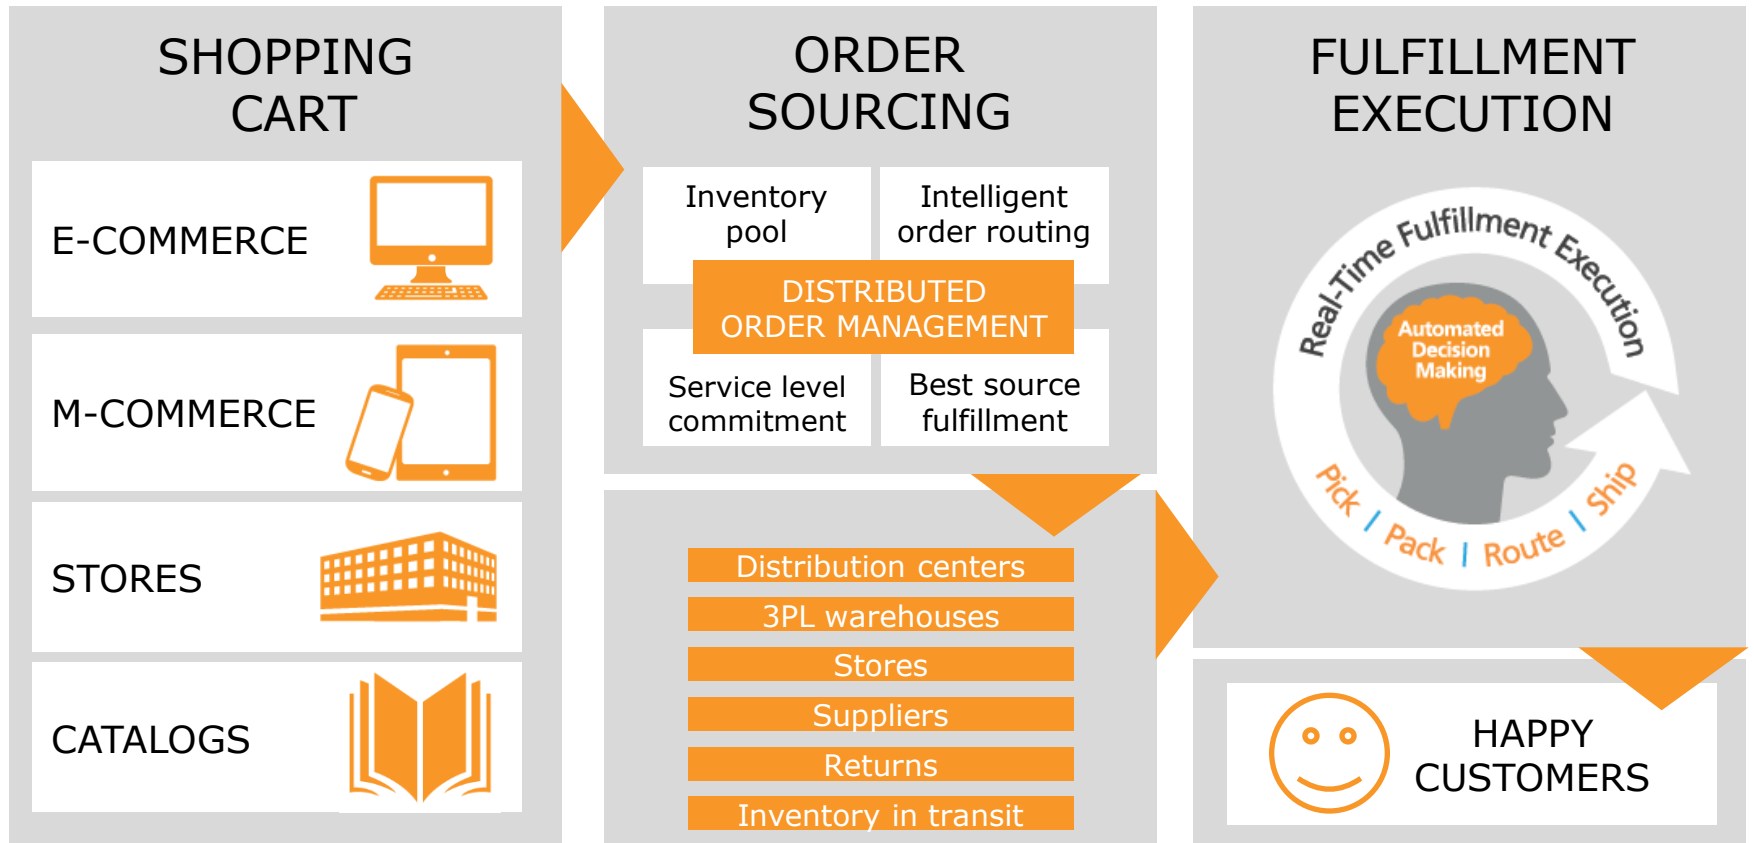 SHOPPING
CART
E-COMMERCE
M-COMMERCE
STORES
CATALOGS
ORDER
SOURCING
Inventory
pool
Intelligent
order routing
DISTRIBUTED
ORDER MANAGEMENT
Service level
commitment
Best source
fulfillment
Distribution centers
3PL warehouses
Stores
Suppliers
Returns
Inventory in transit
FULFILLMENT
EXECUTION
Real-Time Fulfillment Execution
Automated
Decision
Making
Pick | Pack | Route | Ship
HAPPY
CUSTOMERS